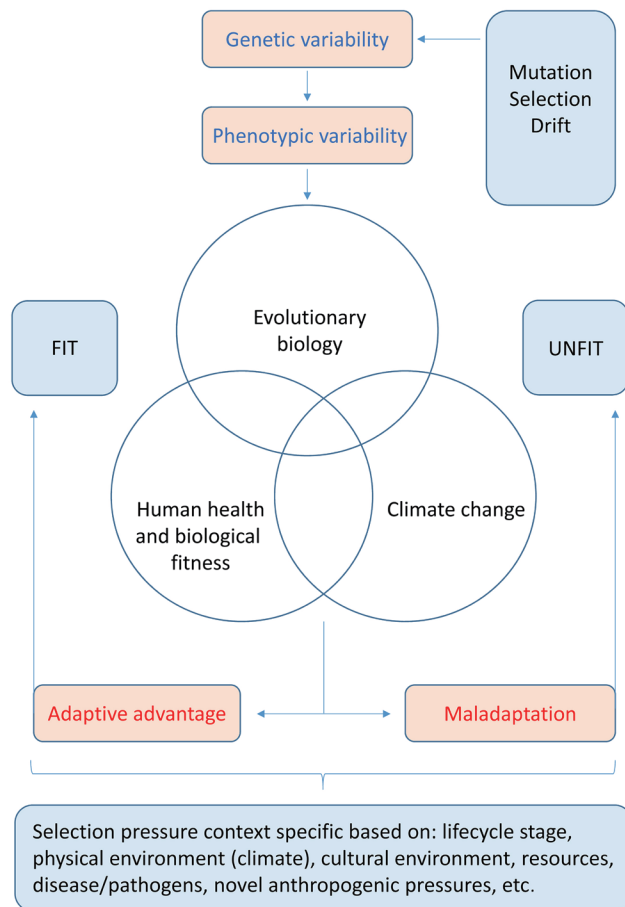 Genetic variability
Mutation
Selection
Drift
Phenotypic variability
Evolutionary
biology
FIT
UNFIT
Human health
and biological
fitness
Climate change
Adaptive advantage
Maladaptation
Selection pressure context specific based on: lifecycle stage,
physical environment (climate), cultural environment, resources,
disease/pathogens, novel anthropogenic pressures, etc.